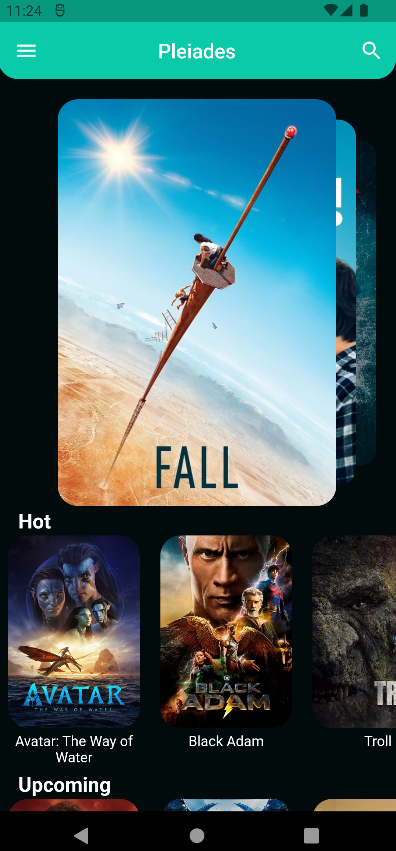 11:24
Pleiades
!
FALL
Hot
AVATAR
THE WAY OF WATER
BLACK
ADAM
TR
Avatar: The Way of
Water
Black Adam
Troll
Upcoming